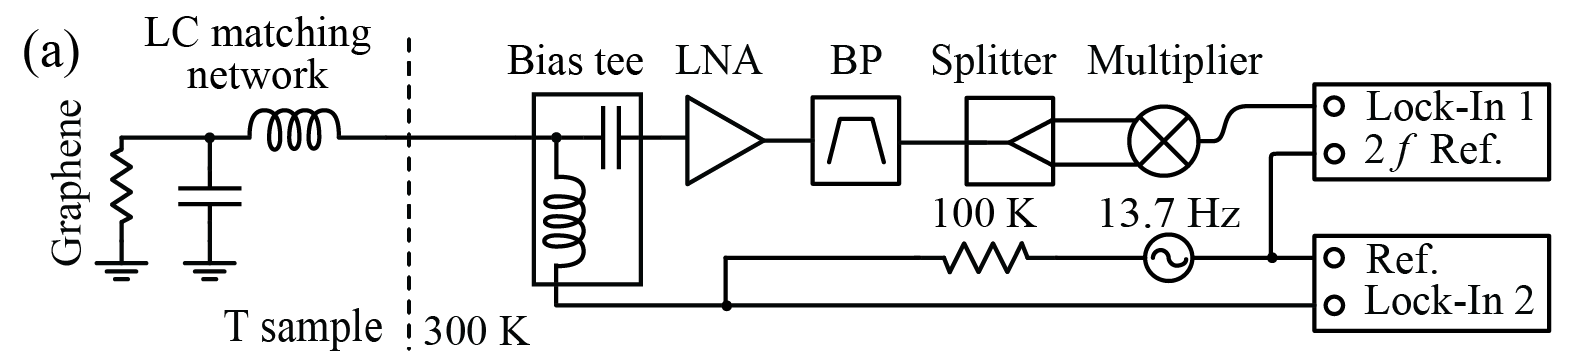 (a)
LC matching
network
Graphene
T sample
300 K
Bias tee
LNA
BP
Splitter
Multiplier
100 K
13.7 Hz
Lock-In 1
2 f Ref.
Ref.
Lock-In 2